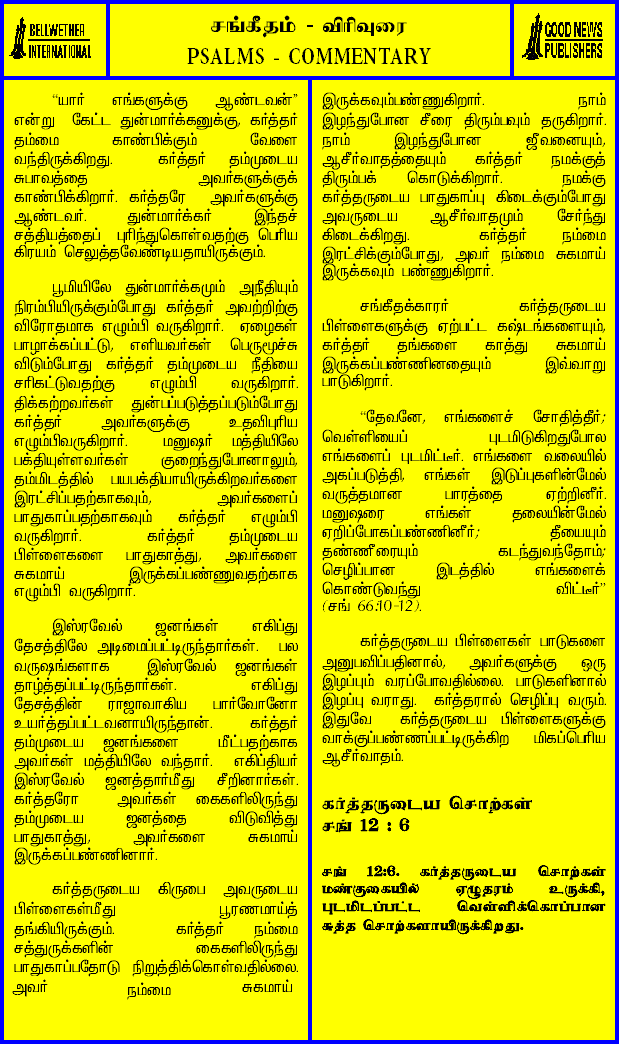 BELLWETHER
INTERNATIONAL
சங்கீதம் - விரிவுரை
PSALMS - COMMENTARY
GOOD NEWS
PUBLISHERS
“யார் எங்களுக்கு ஆண்டவன்”
என்று கேட்ட துன்மார்க்கனுக்கு, கர்த்தர்
தம்மை காண்பிக்கும் வேளை
வந்திருக்கிறது. கர்த்தர் தம்முடைய
சுபாவத்தை அவர்களுக்குக்
காண்பிக்கிறார். கர்த்தரே அவர்களுக்கு
ஆண்டவர். துன்மார்க்கர் இந்தச்
சத்தியத்தைப் புரிந்துகொள்வதற்கு பெரிய
கிரயம் செலுத்தவேண்டியதாயிருக்கும்.
பூமியிலே துன்மார்க்கமும் அநீதியும்
நிரம்பியிருக்கும்போது கர்த்தர் அவற்றிற்கு
விரோதமாக எழும்பி வருகிறார். ஏழைகள்
பாழாக்கப்பட்டு, எளியவர்கள் பெருமூச்சு
விடும்போது கர்த்தர் தம்முடைய நீதியை
சரிகட்டுவதற்கு எழும்பி வருகிறார்.
திக்கற்றவர்கள் துன்பப்படுத்தப்படும்போது
கர்த்தர் அவர்களுக்கு உதவிபுரிய
எழும்பிவருகிறார். மனுஷர் மத்தியிலே
பக்தியுள்ளவர்கள் குறைந்துபோனாலும்,
தம்மிடத்தில் பயபக்தியாயிருக்கிறவர்களை
இரட்சிப்பதற்காகவும், அவர்களைப்
பாதுகாப்பதற்காகவும் கர்த்தர் எழும்பி
வருகிறார். கர்த்தர் தம்முடைய
பிள்ளைகளை பாதுகாத்து, அவர்களை
சுகமாய் இருக்கப்பண்ணுவதற்காக
எழும்பி வருகிறார்.
இஸ்ரவேல் ஜனங்கள் எகிப்து
தேசத்திலே அடிமைப்பட்டிருந்தார்கள். பல
வருஷங்களாக இஸ்ரவேல் ஜனங்கள்
தாழ்த்தப்பட்டிருந்தார்கள். எகிப்து
தேசத்தின் ராஜாவாகிய பார்வோனோ
உயர்த்தப்பட்டவனாயிருந்தான். கர்த்தர்
தம்முடைய ஜனங்களை மீட்பதற்காக
அவர்கள் மத்தியிலே வந்தார். எகிப்தியர்
இஸ்ரவேல் ஜனத்தார்மீது சீறினார்கள்.
கர்த்தரோ அவர்கள் கைகளிலிருந்து
தம்முடைய ஜனத்தை விடுவித்து
பாதுகாத்து, அவர்களை சுகமாய்
இருக்கப்பண்ணினார்.
கர்த்தருடைய கிருபை அவருடைய
பிள்ளைகள்மீது பூரணமாய்த்
தங்கியிருக்கும். கர்த்தர் நம்மை
சத்துருக்களின் கைகளிலிருந்து
பாதுகாப்பதோடு நிறுத்திக்கொள்வதில்லை.
அவர் நம்மை சுகமாய்
இருக்கவும்பண்ணுகிறார். நாம்
இழந்துபோன சீரை திரும்பவும் தருகிறார்.
நாம் இழந்துபோன ஜீவனையும்,
ஆசீர்வாதத்தையும் கர்த்தர் நமக்குத்
திரும்பக் கொடுக்கிறார். நமக்கு
கர்த்தருடைய பாதுகாப்பு கிடைக்கும்போது
அவருடைய ஆசீர்வாதமும் சேர்ந்து
கிடைக்கிறது. கர்த்தர் நம்மை
இரட்சிக்கும்போது, அவர் நம்மை சுகமாய்
இருக்கவும் பண்ணுகிறார்.
சங்கீதக்காரர் கர்த்தருடைய
பிள்ளைகளுக்கு ஏற்பட்ட கஷ்டங்களையும்,
கர்த்தர் தங்களை காத்து சுகமாய்
இருக்கப்பண்ணினதையும் இவ்வாறு
பாடுகிறார்.
“தேவனே, எங்களைச் சோதித்தீர்;
வெள்ளியைப் புடமிடுகிறதுபோல
எங்களைப் புடமிட்டீர். எங்களை வலையில்
அகப்படுத்தி, எங்கள் இடுப்புகளின்மேல்
வருத்தமான பாரத்தை ஏற்றினீர்.
மனுஷரை எங்கள் தலையின்மேல்
ஏறிப்போகப்பண்ணினீர்; தீயையும்
தண்ணீரையும் கடந்துவந்தோம்;
செழிப்பான இடத்தில் எங்களைக்
கொண்டுவந்து விட்டீர்”
(சங் 66:10-12).
கர்த்தருடைய பிள்ளைகள் பாடுகளை
அனுபவிப்பதினால், அவர்களுக்கு ஒரு
இழப்பும் வரப்போவதில்லை. பாடுகளினால்
இழப்பு வராது. கர்த்தரால் செழிப்பு வரும்.
இதுவே கர்த்தருடைய பிள்ளைகளுக்கு
வாக்குப்பண்ணப்பட்டிருக்கிற மிகப்பெரிய
ஆசீர்வாதம்.
கர்த்தருடைய சொற்கள்
சங் 12 : 6
சங் 12:6. கர்த்தருடைய சொற்கள்
மண்குகையில் ஏழுதரம் உருக்கி,
புடமிடப்பட்ட வெள்ளிக்கொப்பான
சுத்த சொற்களாயிருக்கிறது.